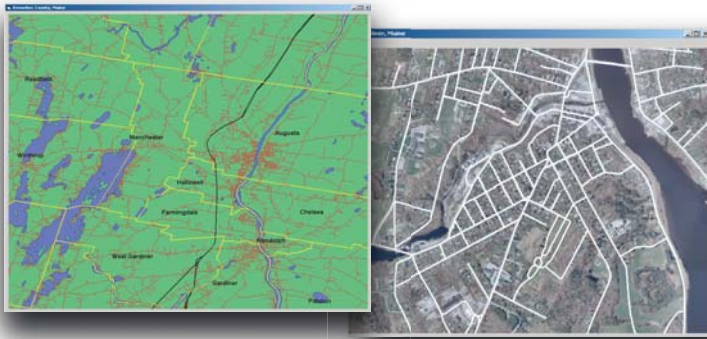 Kennebec County, Maine
Readfield
Augusta
Manchester
Winthrop
Hallowell
Farmingdale
Chelsea
Randolph
West Gardiner
Gardiner
Pittston
Maine